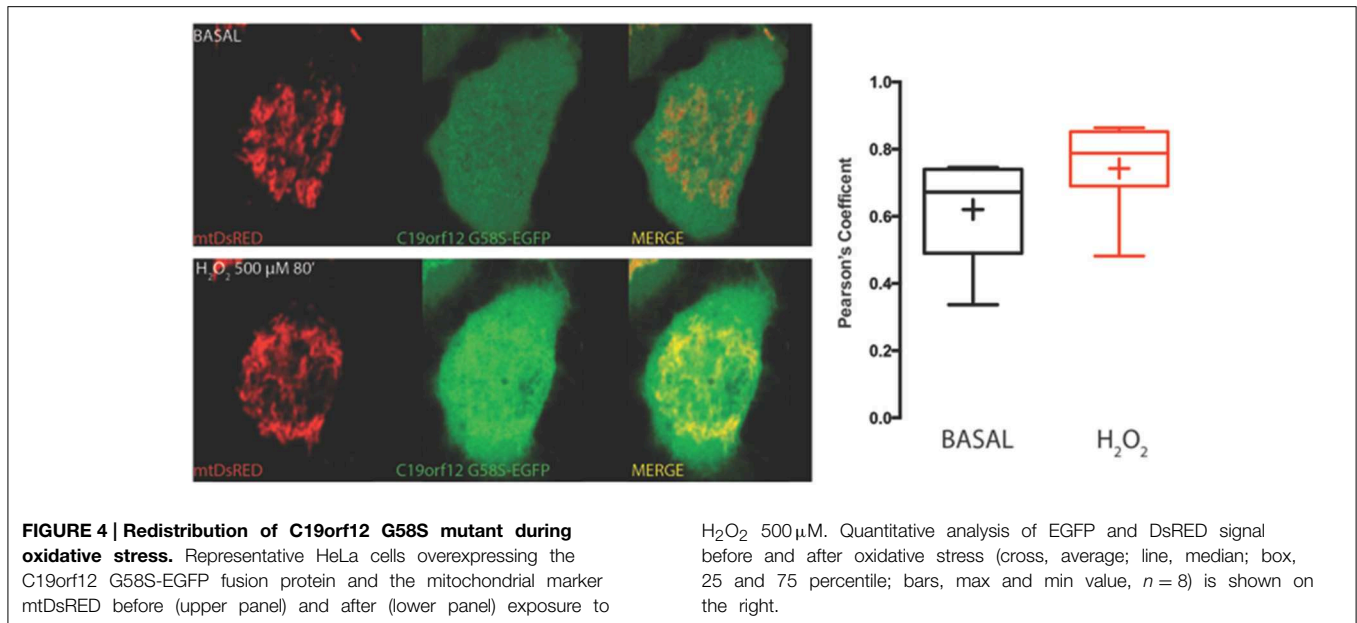 BASAL
mtDsRED
C19orf12 G58S-EGFP
MERGE
H₂O₂ 500 µM 80'
mtDsRED
C19orf12 G58S-EGFP
MERGE
Pearson's Coefficent
1.0
0.8
0.6
0.4
0.2
0.0
BASAL
H₂O₂
FIGURE 4 | Redistribution of C19orf12 G58S mutant during
oxidative stress. Representative HeLa cells overexpressing the
C19orf12 G58S-EGFP fusion protein and the mitochondrial marker
mtDsRED before (upper panel) and after (lower panel) exposure to
H₂O₂ 500 µM. Quantitative analysis of EGFP and DsRED signal
before and after oxidative stress (cross, average; line, median; box,
25 and 75 percentile; bars, max and min value, n = 8) is shown on
the right.